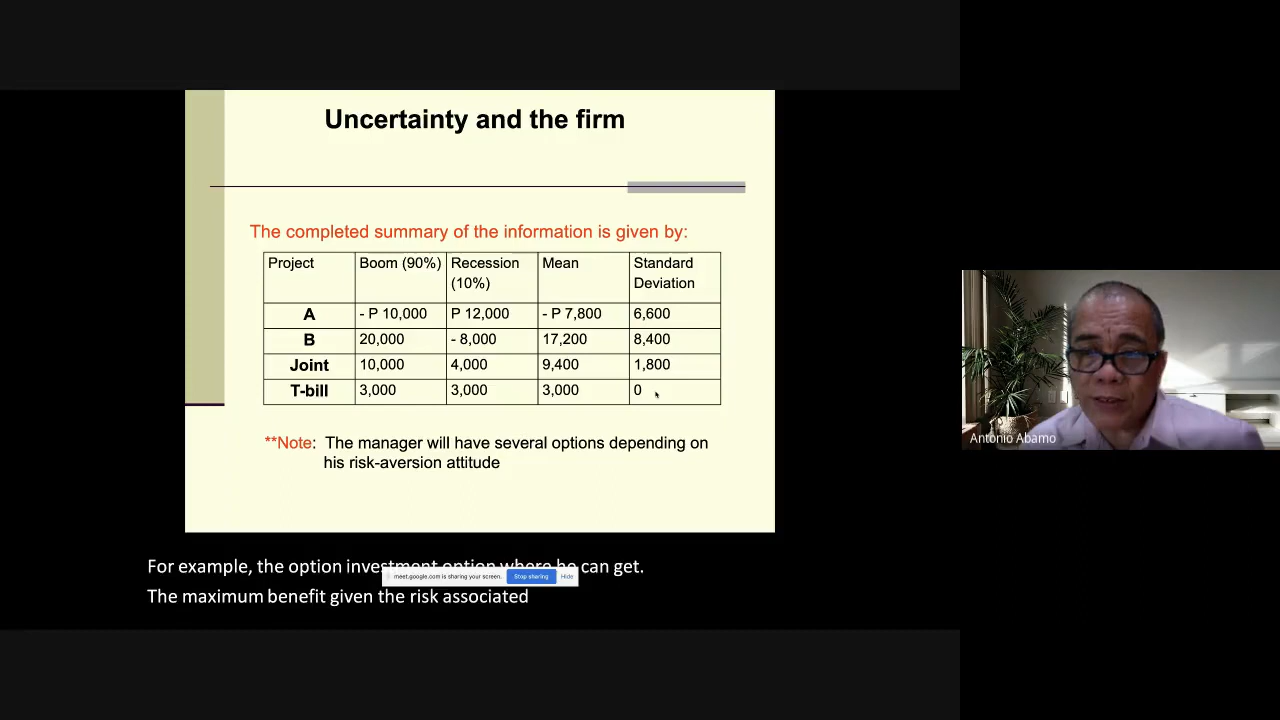 Uncertainty and the firm
The completed summary of the information is given by:
Project Boom (90%) Recession (10%) Mean Standard Deviation
A - P 10,000 P 12,000 - P 7,800 6,600
B 20,000 - 8,000 17,200 8,400
Joint 10,000 4,000 9,400 1,800
T-bill 3,000 3,000 3,000 0
**Note: The manager will have several options depending on
his risk-aversion attitude
Antonio Abamo
For example, the option investment option where he can get.
meet.google.com is sharing your screen. Stop sharing Hide
The maximum benefit given the risk associated